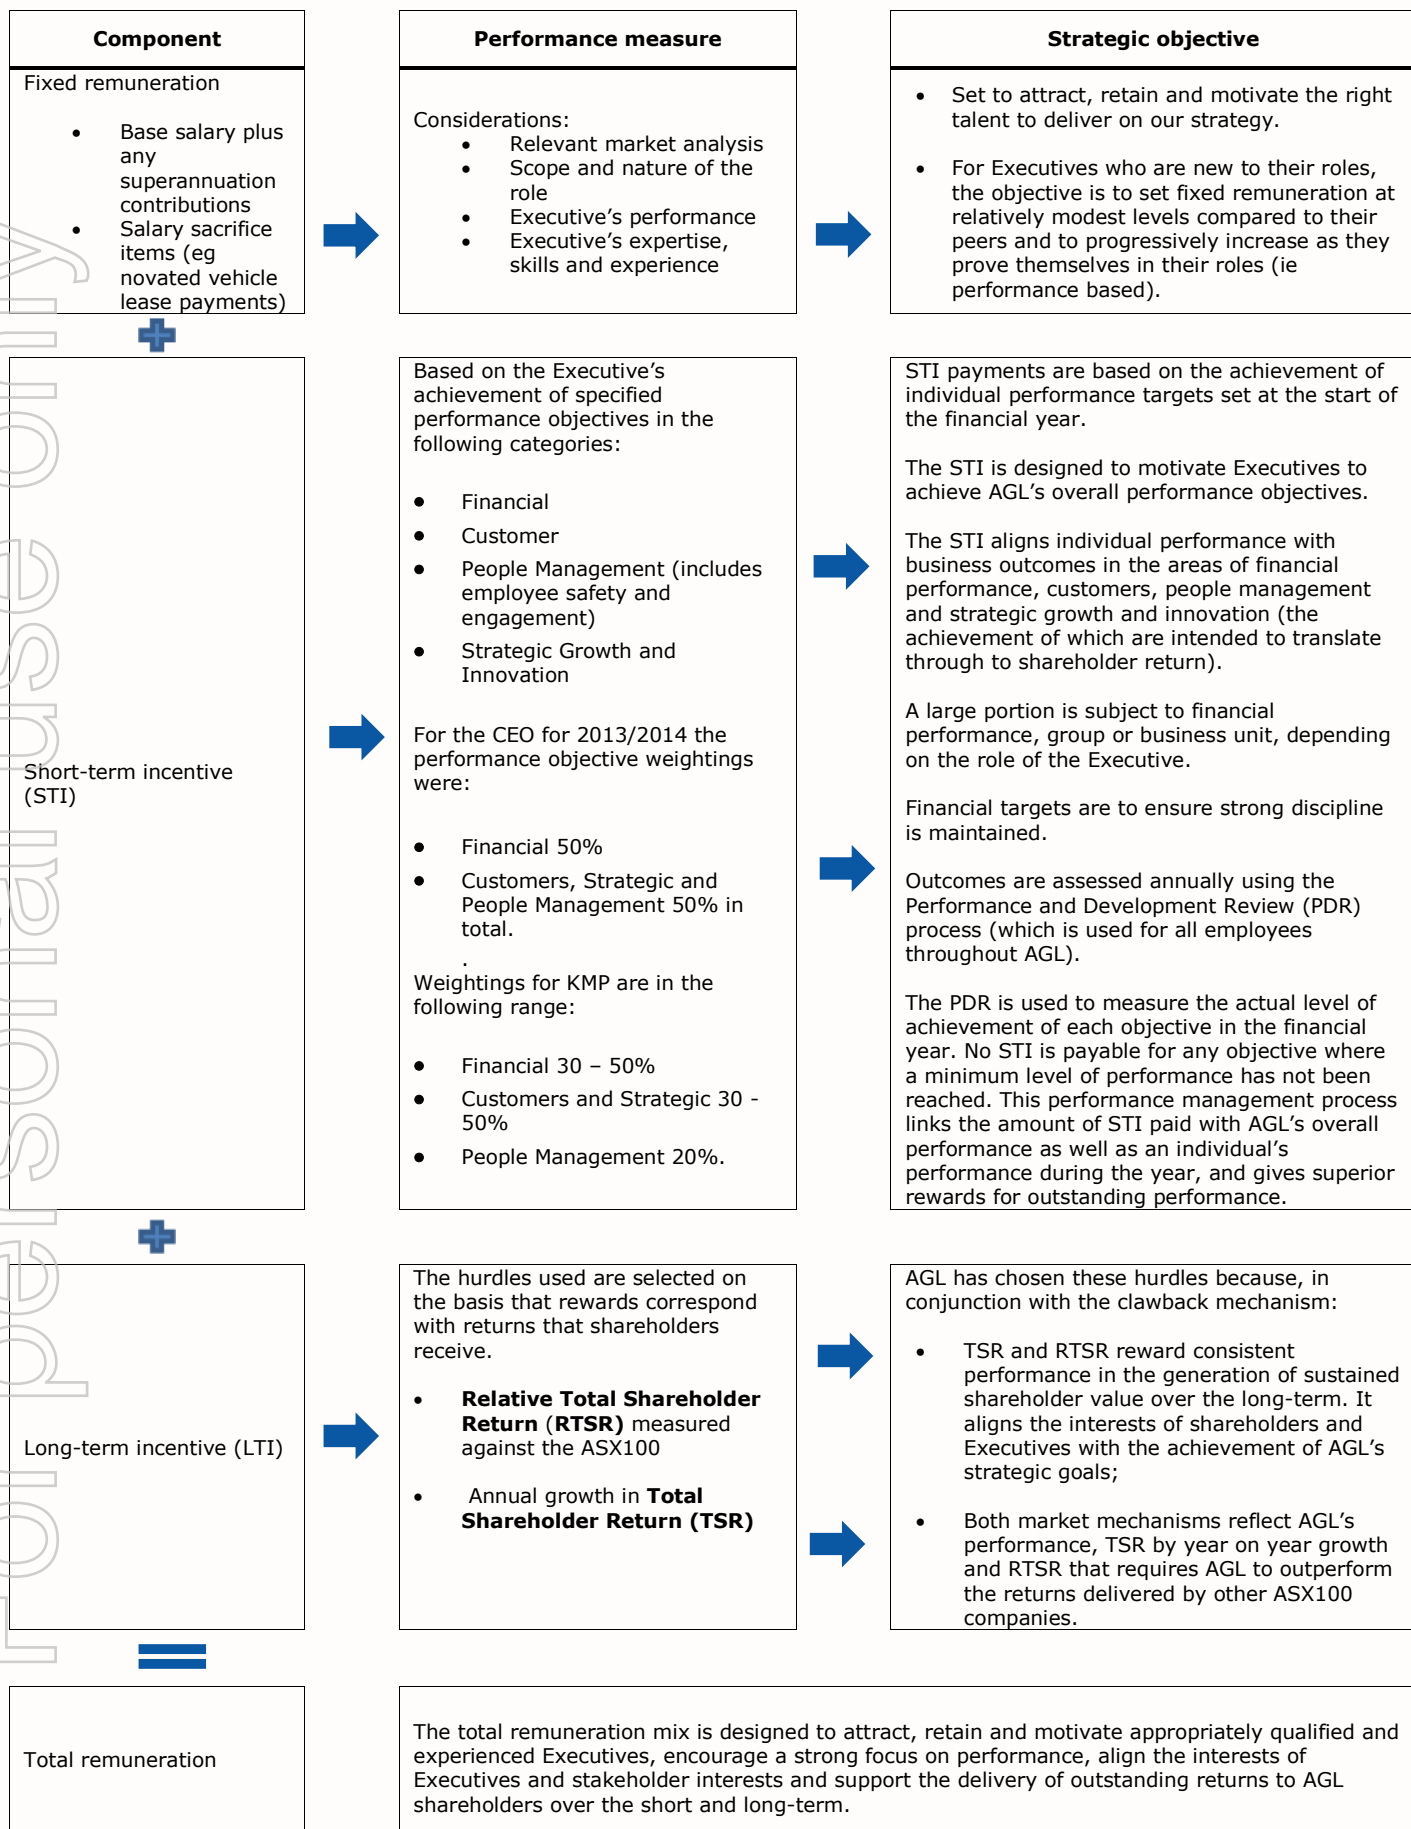 Component
Performance measure
Strategic objective
Fixed remuneration
• Base salary plus
any
superannuation
contributions
• Salary sacrifice
items (eg
novated vehicle
lease payments)
Considerations:
• Relevant market analysis
• Scope and nature of the
role
• Executive’s performance
• Executive’s expertise,
skills and experience
• Set to attract, retain and motivate the right
talent to deliver on our strategy.
• For Executives who are new to their roles,
the objective is to set fixed remuneration at
relatively modest levels compared to their
peers and to progressively increase as they
prove themselves in their roles (ie
performance based).
Short-term incentive
(STI)
Based on the Executive’s
achievement of specified
performance objectives in the
following categories:
• Financial
• Customer
• People Management (includes
employee safety and
engagement)
• Strategic Growth and
Innovation
For the CEO for 2013/2014 the
performance objective weightings
were:
• Financial 50%
• Customers, Strategic and
People Management 50% in
total.
.
Weightings for KMP are in the
following range:
• Financial 30 – 50%
• Customers and Strategic 30 -
50%
• People Management 20%.
STI payments are based on the achievement of
individual performance targets set at the start of
the financial year.
The STI is designed to motivate Executives to
achieve AGL’s overall performance objectives.
The STI aligns individual performance with
business outcomes in the areas of financial
performance, customers, people management
and strategic growth and innovation (the
achievement of which are intended to translate
through to shareholder return).
A large portion is subject to financial
performance, group or business unit, depending
on the role of the Executive.
Financial targets are to ensure strong discipline
is maintained.
Outcomes are assessed annually using the
Performance and Development Review (PDR)
process (which is used for all employees
throughout AGL).
The PDR is used to measure the actual level of
achievement of each objective in the financial
year. No STI is payable for any objective where
a minimum level of performance has not been
reached. This performance management process
links the amount of STI paid with AGL’s overall
performance as well as an individual’s
performance during the year, and gives superior
rewards for outstanding performance.
Long-term incentive (LTI)
The hurdles used are selected on
the basis that rewards correspond
with returns that shareholders
receive.
• Relative Total Shareholder
Return (RTSR) measured
against the ASX100
• Annual growth in Total
Shareholder Return (TSR)
AGL has chosen these hurdles because, in
conjunction with the clawback mechanism:
• TSR and RTSR reward consistent
performance in the generation of sustained
shareholder value over the long-term. It
aligns the interests of shareholders and
Executives with the achievement of AGL’s
strategic goals;
• Both market mechanisms reflect AGL’s
performance, TSR by year on year growth
and RTSR that requires AGL to outperform
the returns delivered by other ASX100
companies.
Total remuneration
The total remuneration mix is designed to attract, retain and motivate appropriately qualified and
experienced Executives, encourage a strong focus on performance, align the interests of
Executives and stakeholder interests and support the delivery of outstanding returns to AGL
shareholders over the short and long-term.
For personal use only